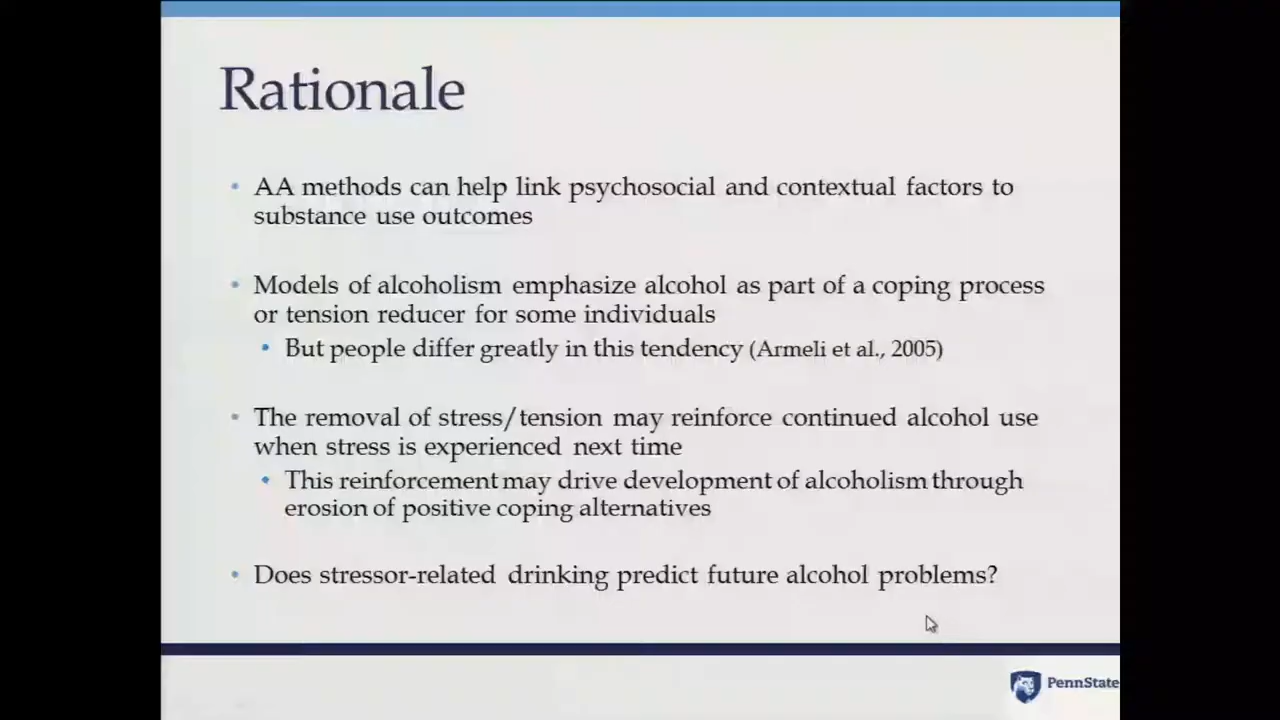 Rationale
• AA methods can help link psychosocial and contextual factors to
substance use outcomes
• Models of alcoholism emphasize alcohol as part of a coping process
or tension reducer for some individuals
• But people differ greatly in this tendency (Armeli et al., 2005)
• The removal of stress/tension may reinforce continued alcohol use
when stress is experienced next time
• This reinforcement may drive development of alcoholism through
erosion of positive coping alternatives
• Does stressor-related drinking predict future alcohol problems?
PennState